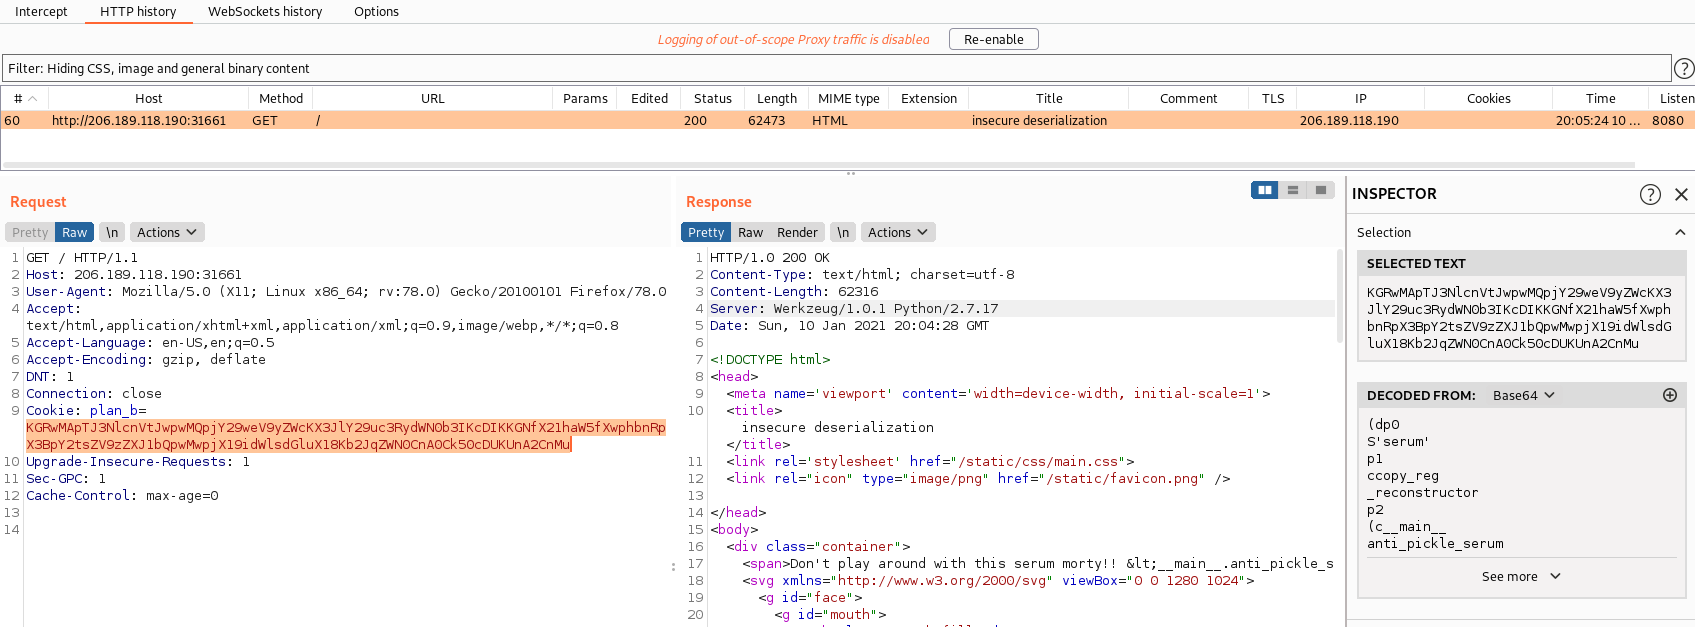 Intercept HTTP history WebSockets history Options
Logging of out-of-scope Proxy traffic is disabled Re-enable
Filter: Hiding CSS, image and general binary content ?
# Host Method URL Params Edited Status Length MIME type Extension Title Comment TLS IP Cookies Time Listen
60 http://206.189.118.190:31661 GET / 200 62473 HTML insecure deserialization 206.189.118.190 20:05:24 10 ... 8080
Request
Pretty Raw \n Actions
1 GET / HTTP/1.1
2 Host: 206.189.118.190:31661
3 User-Agent: Mozilla/5.0 (X11; Linux x86_64; rv:78.0) Gecko/20100101 Firefox/78.0
4 Accept:
text/html,application/xhtml+xml,application/xml;q=0.9,image/webp,*/*;q=0.8
5 Accept-Language: en-US,en;q=0.5
6 Accept-Encoding: gzip, deflate
7 DNT: 1
8 Connection: close
9 Cookie: plan_b=
KGRwMApTJ3NlcnVtJwpwMQpjY29weV9yZWcKX3JlY29uc3RydWN0b3IKcDIKKGNfX21haW5fXwphbnRp
X3BpY2tsZV9zZXJ1bQpwMwpjX19idWlsdGluX18Kb2JqZWN0CnA0Ck50cDUKUnA2CnMu
10 Upgrade-Insecure-Requests: 1
11 Sec-GPC: 1
12 Cache-Control: max-age=0
13
14
Response
Pretty Raw Render \n Actions
1 HTTP/1.0 200 OK
2 Content-Type: text/html; charset=utf-8
3 Content-Length: 62316
4 Server: Werkzeug/1.0.1 Python/2.7.17
5 Date: Sun, 10 Jan 2021 20:04:28 GMT
6
7 <!DOCTYPE html>
8 <head>
9 <meta name='viewport' content='width=device-width, initial-scale=1'>
10 <title>
insecure deserialization
</title>
11 <link rel='stylesheet' href="/static/css/main.css">
12 <link rel="icon" type="image/png" href="/static/favicon.png" />
13
14 </head>
15 <body>
16 <div class="container">
17 <span>Don't play around with this serum morty!! &lt;__main__.anti_pickle_s
18 <svg xmlns="http://www.w3.org/2000/svg" viewBox="0 0 1280 1024">
19 <g id="face">
20 <g id="mouth">
INSPECTOR ?
Selection
SELECTED TEXT
KGRwMApTJ3NlcnVtJwpwMQpjY29weV9yZWcKX3
JlY29uc3RydWN0b3IKcDIKKGNfX21haW5fXwph
bnRpX3BpY2tsZV9zZXJ1bQpwMwpjX19idWlsdG
luX18Kb2JqZWN0CnA0Ck50cDUKUnA2CnMu
DECODED FROM: Base64
(dp0
S'serum'
p1
ccopy_reg
_reconstructor
p2
(c__main__
anti_pickle_serum
See more